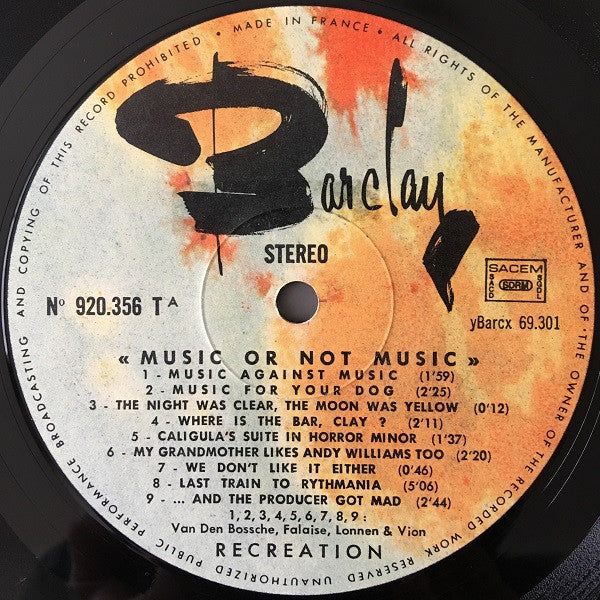 UNAUTHORIZED PUBLIC PERFORMANCE BROADCASTING AND COPYING OF THIS RECORD PROHIBITED • MADE IN FRANCE • ALL RIGHTS OF THE MANUFACTURER AND OF THE OWNER OF THE RECORDED WORK RESERVED
Barclay
STEREO
Nº 920.356 T A
SACEM
SACD SDRM SGDL
yBarcx 69.301
« MUSIC OR NOT MUSIC »
1 - MUSIC AGAINST MUSIC (1'59)
2 - MUSIC FOR YOUR DOG (2'25)
3 - THE NIGHT WAS CLEAR, THE MOON WAS YELLOW (0'12)
4 - WHERE IS THE BAR, CLAY ? (2'11)
5 - CALIGULA'S SUITE IN HORROR MINOR (1'37)
6 - MY GRANDMOTHER LIKES ANDY WILLIAMS TOO (2'20)
7 - WE DON'T LIKE IT EITHER (0'46)
8 - LAST TRAIN TO RYTHMANIA (5'06)
9 - ... AND THE PRODUCER GOT MAD (2'44)
1, 2, 3, 4, 5, 6, 7, 8, 9 :
Van Den Bossche, Falaise, Lonnen & Vion
RECREATION